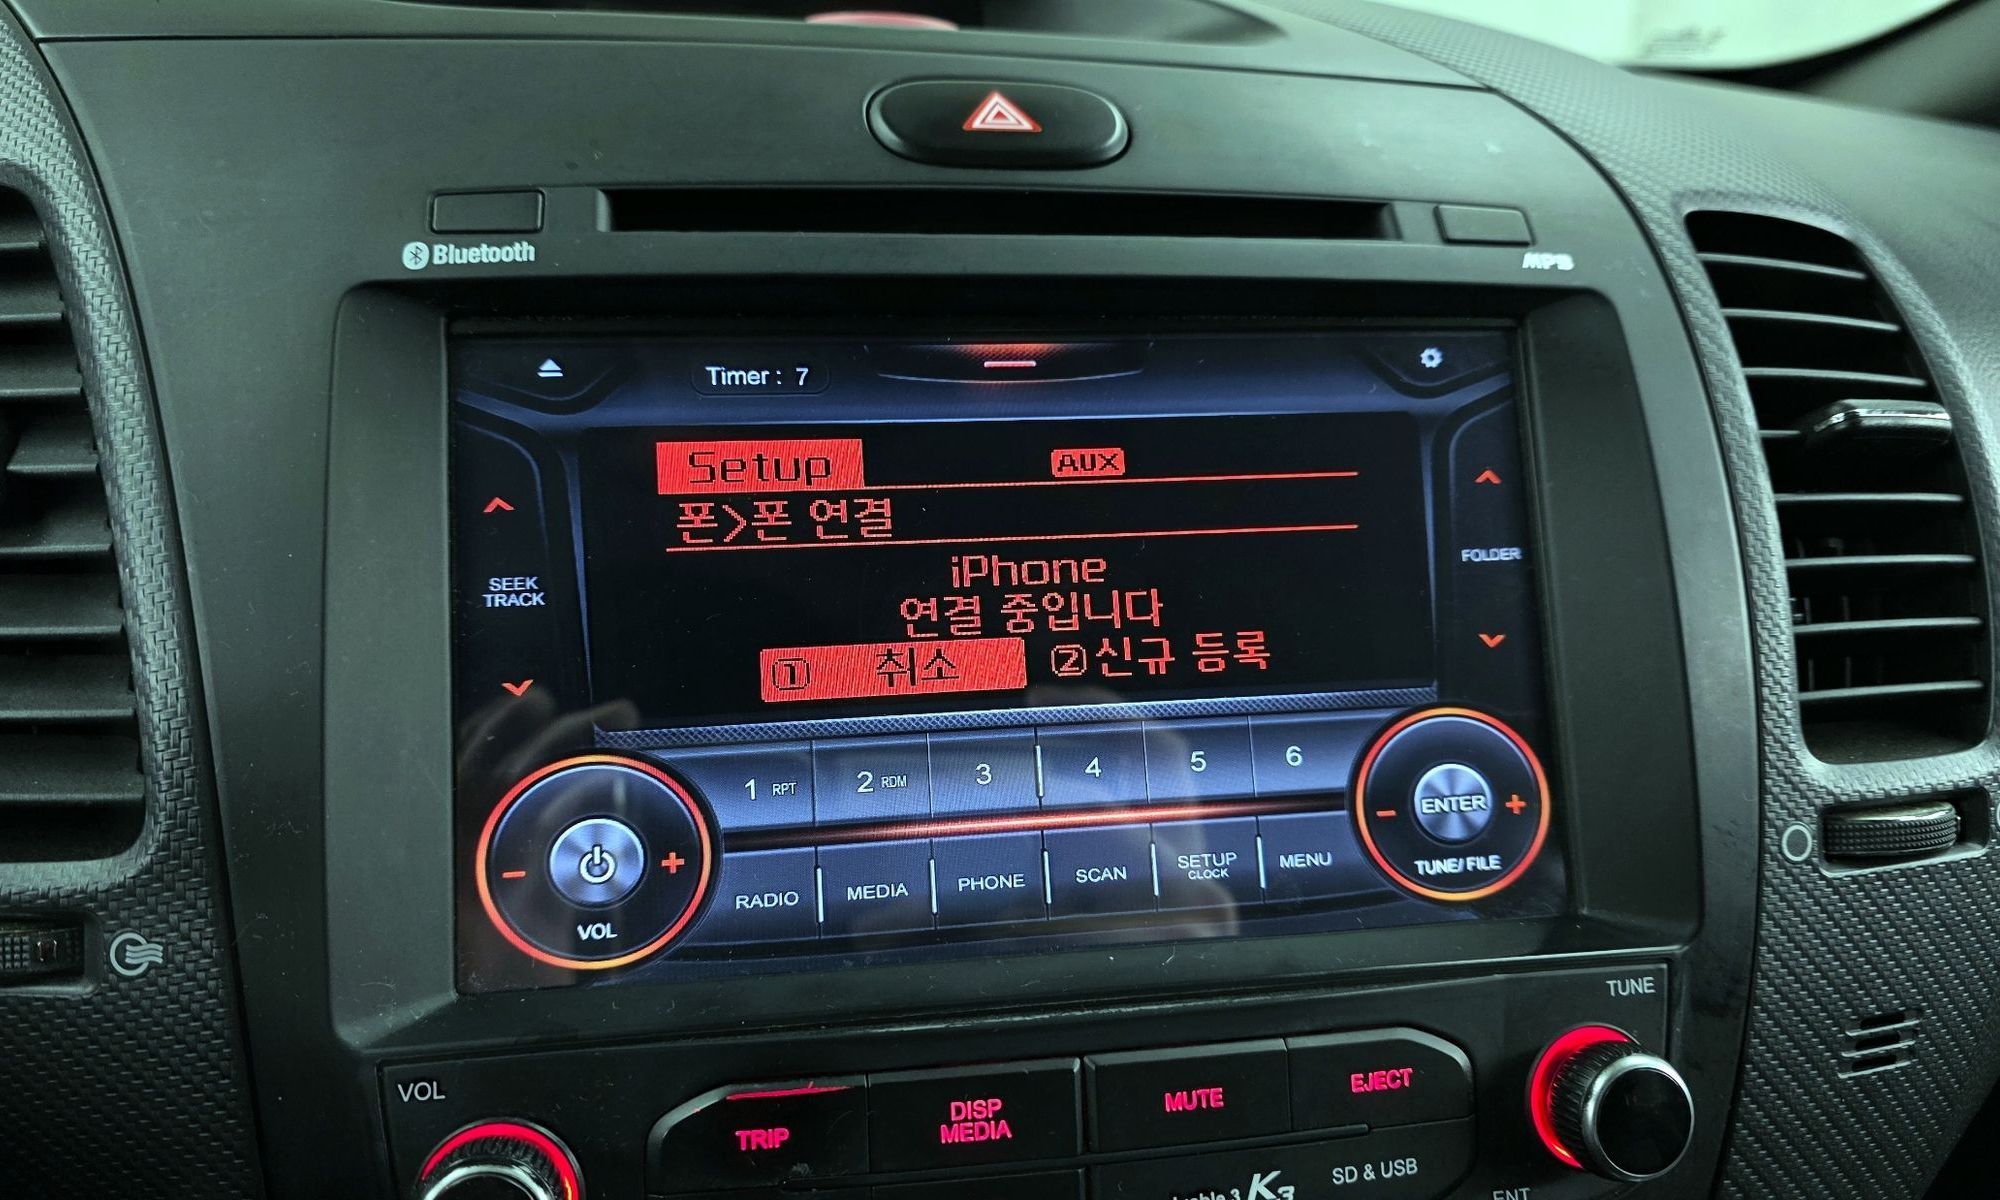 Bluetooth
MP3
Timer : 7
Setup
AUX
폰>폰 연결
iPhone
연결 중입니다
① 취소
② 신규 등록
SEEK
TRACK
FOLDER
1 RPT
2 RDM
3
4
5
6
ENTER
TUNE/ FILE
VOL
RADIO
MEDIA
PHONE
SCAN
SETUP
CLOCK
MENU
TUNE
VOL
TRIP
DISP
MEDIA
MUTE
EJECT
K3
SD & USB
ENT